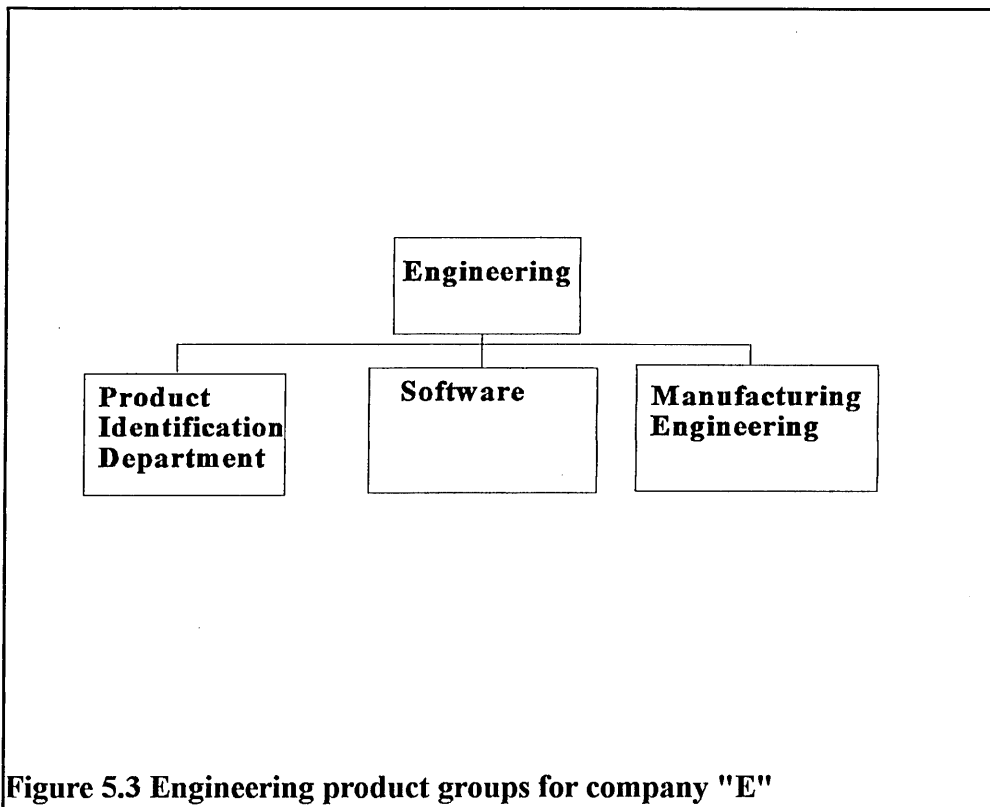 Engineering
Product
Identification
Department
Software
Manufacturing
Engineering
Figure 5.3 Engineering product groups for company "E"